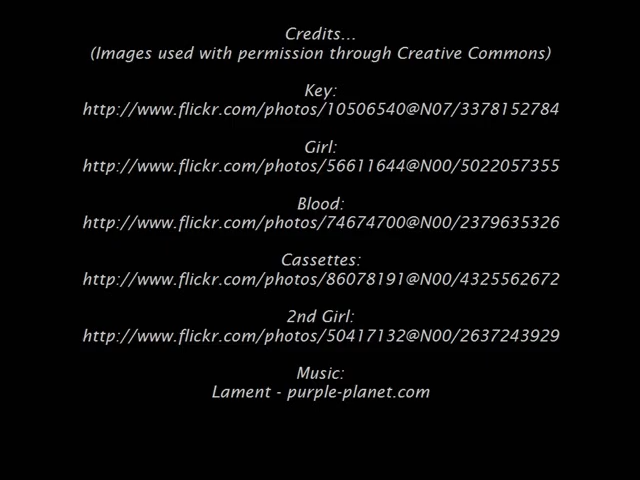 Credits...
(Images used with permission through Creative Commons)
Key:
http://www.flickr.com/photos/10506540@N07/3378152784
Girl:
http://www.flickr.com/photos/56611644@N00/5022057355
Blood:
http://www.flickr.com/photos/74674700@N00/2379635326
Cassettes:
http://www.flickr.com/photos/86078191@N00/4325562672
2nd Girl:
http://www.flickr.com/photos/50417132@N00/2637243929
Music:
Lament - purple-planet.com